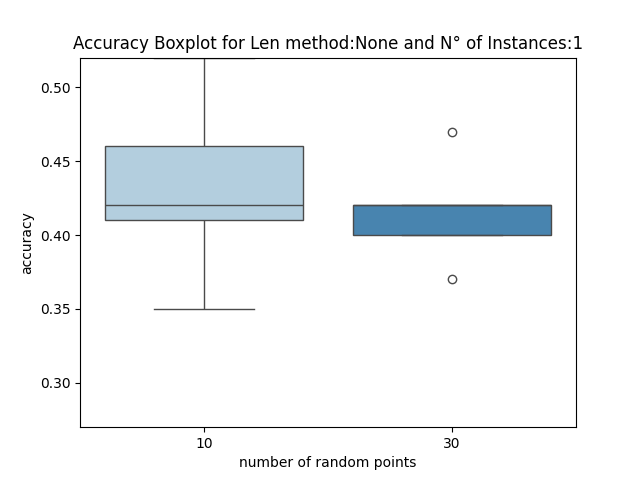 Accuracy Boxplot for Len method:None and N° of Instances:1
0.50
0.45
0.40
0.35
0.30
accuracy
10
30
number of random points